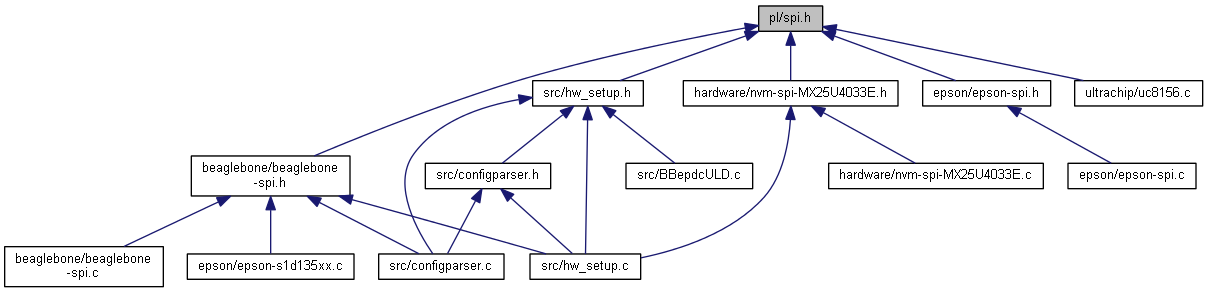 pl/spi.h
src/hw_setup.h
hardware/nvm-spi-MX25U4033E.h
epson/epson-spi.h
ultrachip/uc8156.c
beaglebone/beaglebone
-spi.h
src/configparser.h
src/BBepdcULD.c
hardware/nvm-spi-MX25U4033E.c
epson/epson-spi.c
beaglebone/beaglebone
-spi.c
epson/epson-s1d135xx.c
src/configparser.c
src/hw_setup.c